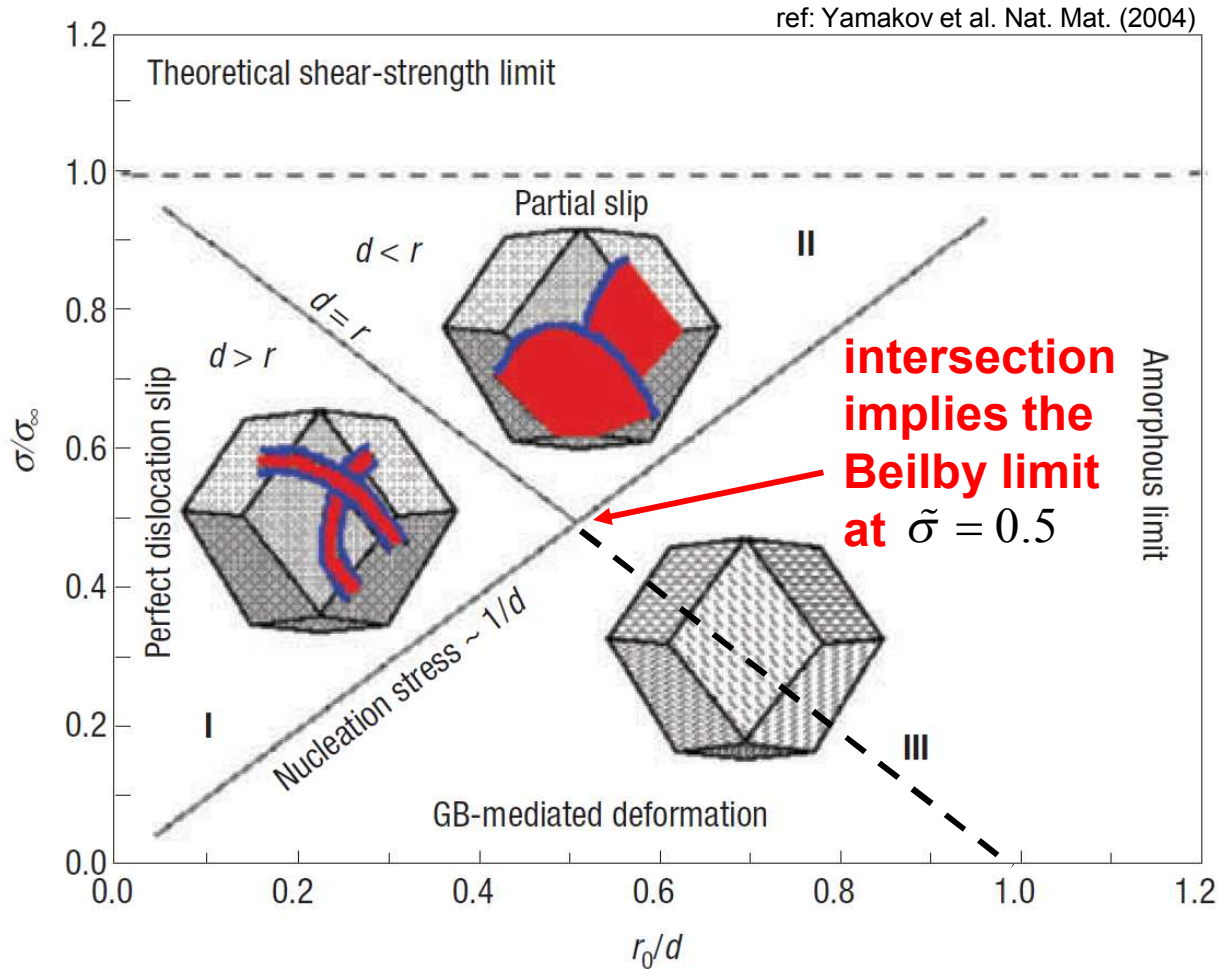 ref: Yamakov et al. Nat. Mat. (2004)
1.2
Theoretical shear-strength limit
1.0
Partial slip
d < r
II
d = r
0.8
d > r
intersection
implies the
Beilby limit
at σ̃ = 0.5
Amorphous limit
Perfect dislocation slip
0.6
σ/σ∞
0.4
Nucleation stress ~ 1/d
0.2
I
III
GB-mediated deformation
0.0
0.0 0.2 0.4 0.6 0.8 1.0 1.2
r₀/d